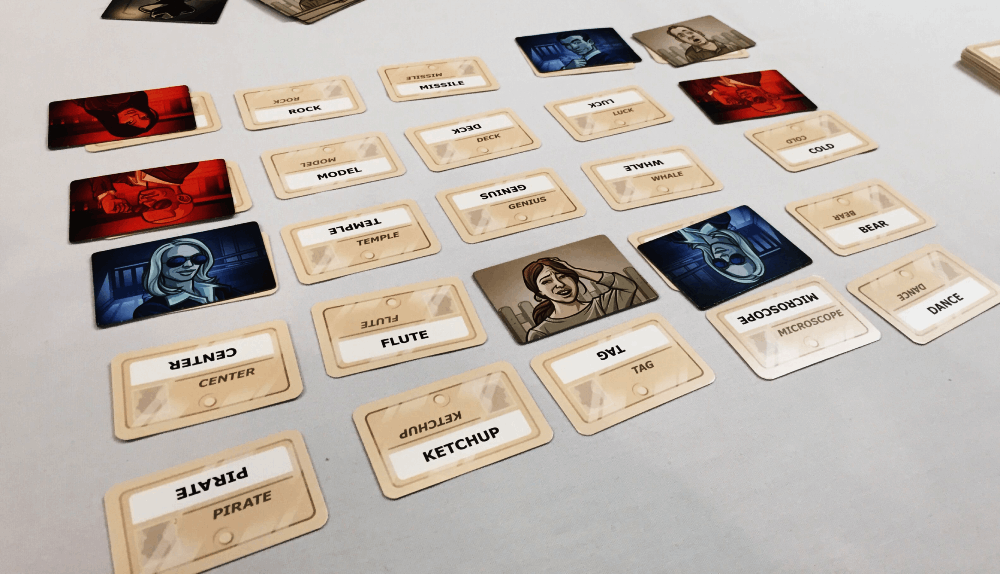 ROCK
ROCK
MISSILE
MISSILE
MODEL
MODEL
DECK
DECK
LUCK
LUCK
COLD
COLD
TEMPLE
TEMPLE
GENIUS
GENIUS
WHALE
WHALE
BEAR
BEAR
FLUTE
FLUTE
MICROSCOPE
MICROSCOPE
DANCE
DANCE
CENTER
CENTER
TAG
TAG
KETCHUP
KETCHUP
PIRATE
PIRATE